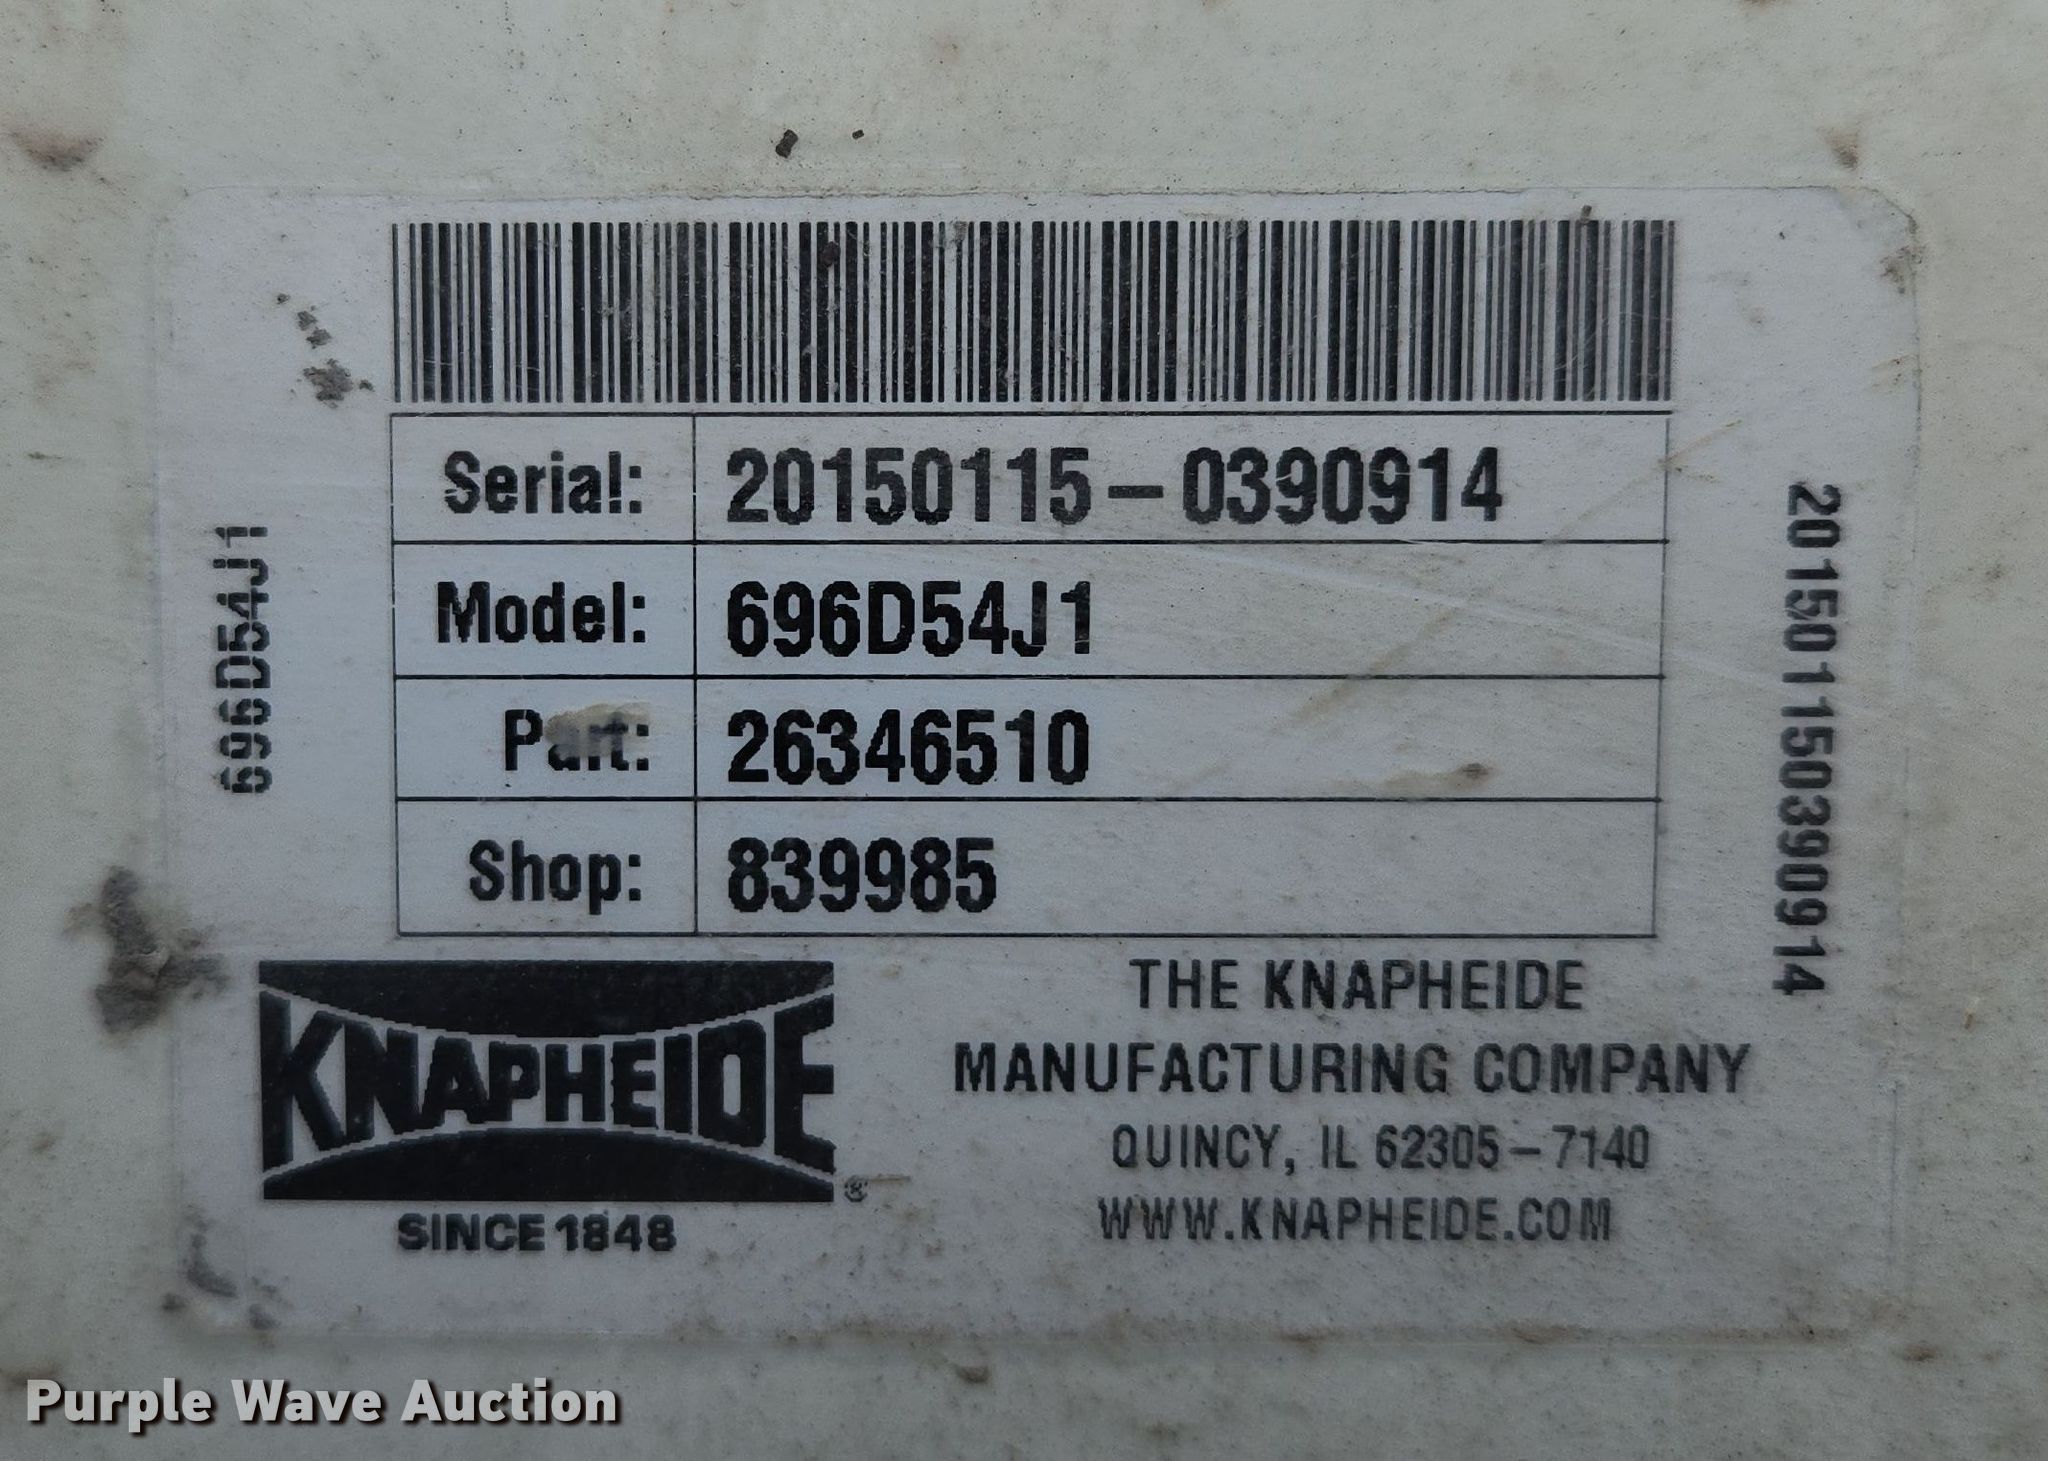 Serial: 20150115-0390914
Model: 696D54J1
Part: 26346510
Shop: 839985
696D54J1
201501150390914
KNAPHEIDE®
SINCE 1848
THE KNAPHEIDE
MANUFACTURING COMPANY
QUINCY, IL 62305-7140
WWW.KNAPHEIDE.COM
Purple Wave Auction